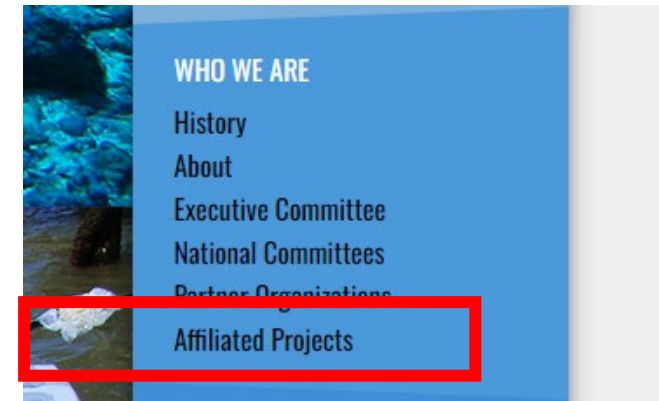 WHO WE ARE
History
About
Executive Committee
National Committees
Partner Organizations
Affiliated Projects